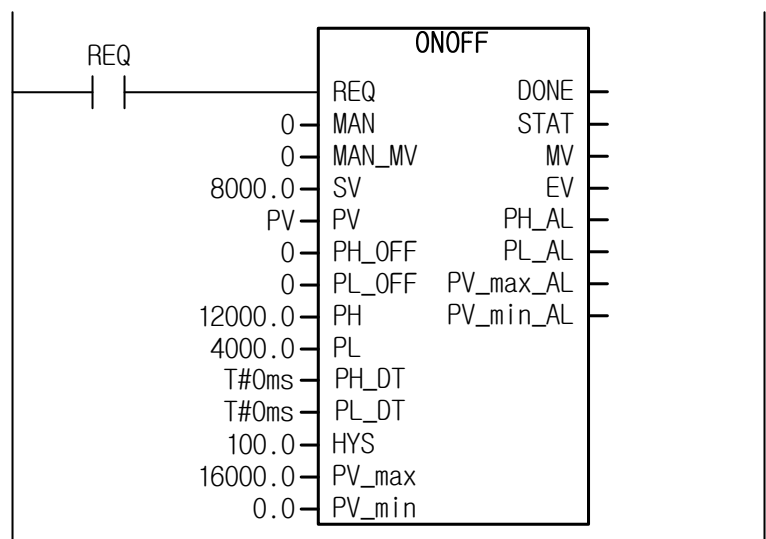 REQ
ONOFF
REQ DONE
0 MAN STAT
0 MAN_MV MV
8000.0 SV EV
PV PV PH_AL
0 PH_OFF PL_AL
0 PL_OFF PV_max_AL
12000.0 PH PV_min_AL
4000.0 PL
T#0ms PH_DT
T#0ms PL_DT
100.0 HYS
16000.0 PV_max
0.0 PV_min